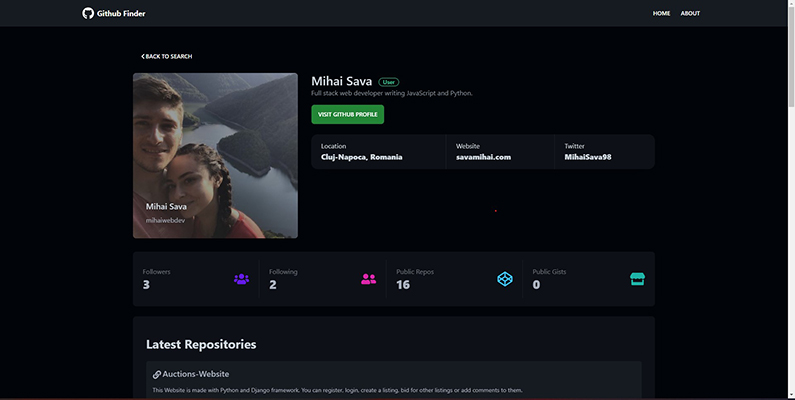 Github Finder
HOME
ABOUT
BACK TO SEARCH
Mihai Sava
User
Full stack web developer writing JavaScript and Python.
VISIT GITHUB PROFILE
Location
Website
Twitter
Cluj-Napoca, Romania
savamihai.com
MihaiSava98
Mihai Sava
mihaiwebdev
Followers
3
Following
2
Public Repos
16
Public Gists
0
Latest Repositories
Auctions-Website
This Website is made with Python and Django framework. You can register, login, create a listing, bid for other listings or add comments to them.